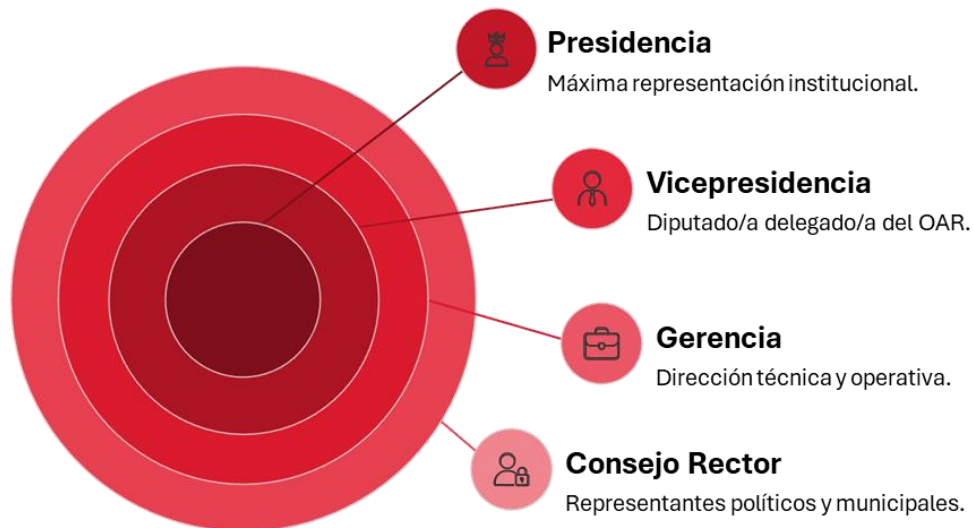 Presidencia
Máxima representación institucional.
Vicepresidencia
Diputado/a delegado/a del OAR.
Gerencia
Dirección técnica y operativa.
Consejo Rector
Representantes políticos y municipales.